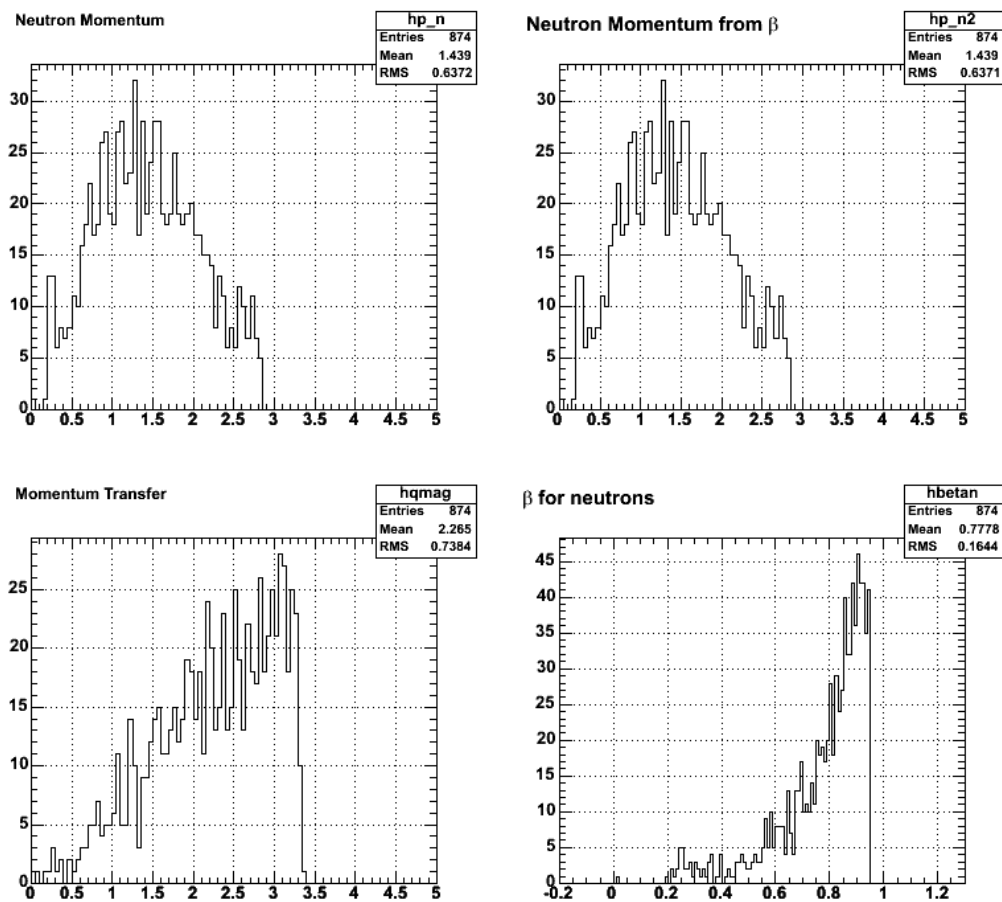 Neutron Momentum
hp_n
Entries 874
Mean 1.439
RMS 0.6372
30
25
20
15
10
5
0
0 0.5 1 1.5 2 2.5 3 3.5 4 4.5 5
Neutron Momentum from β
hp_n2
Entries 874
Mean 1.439
RMS 0.6371
30
25
20
15
10
5
0
0 0.5 1 1.5 2 2.5 3 3.5 4 4.5 5
Momentum Transfer
hqmag
Entries 874
Mean 2.265
RMS 0.7384
25
20
15
10
5
0
0 0.5 1 1.5 2 2.5 3 3.5 4 4.5 5
β for neutrons
hbetan
Entries 874
Mean 0.7778
RMS 0.1644
45
40
35
30
25
20
15
10
5
0
-0.2 0 0.2 0.4 0.6 0.8 1 1.2